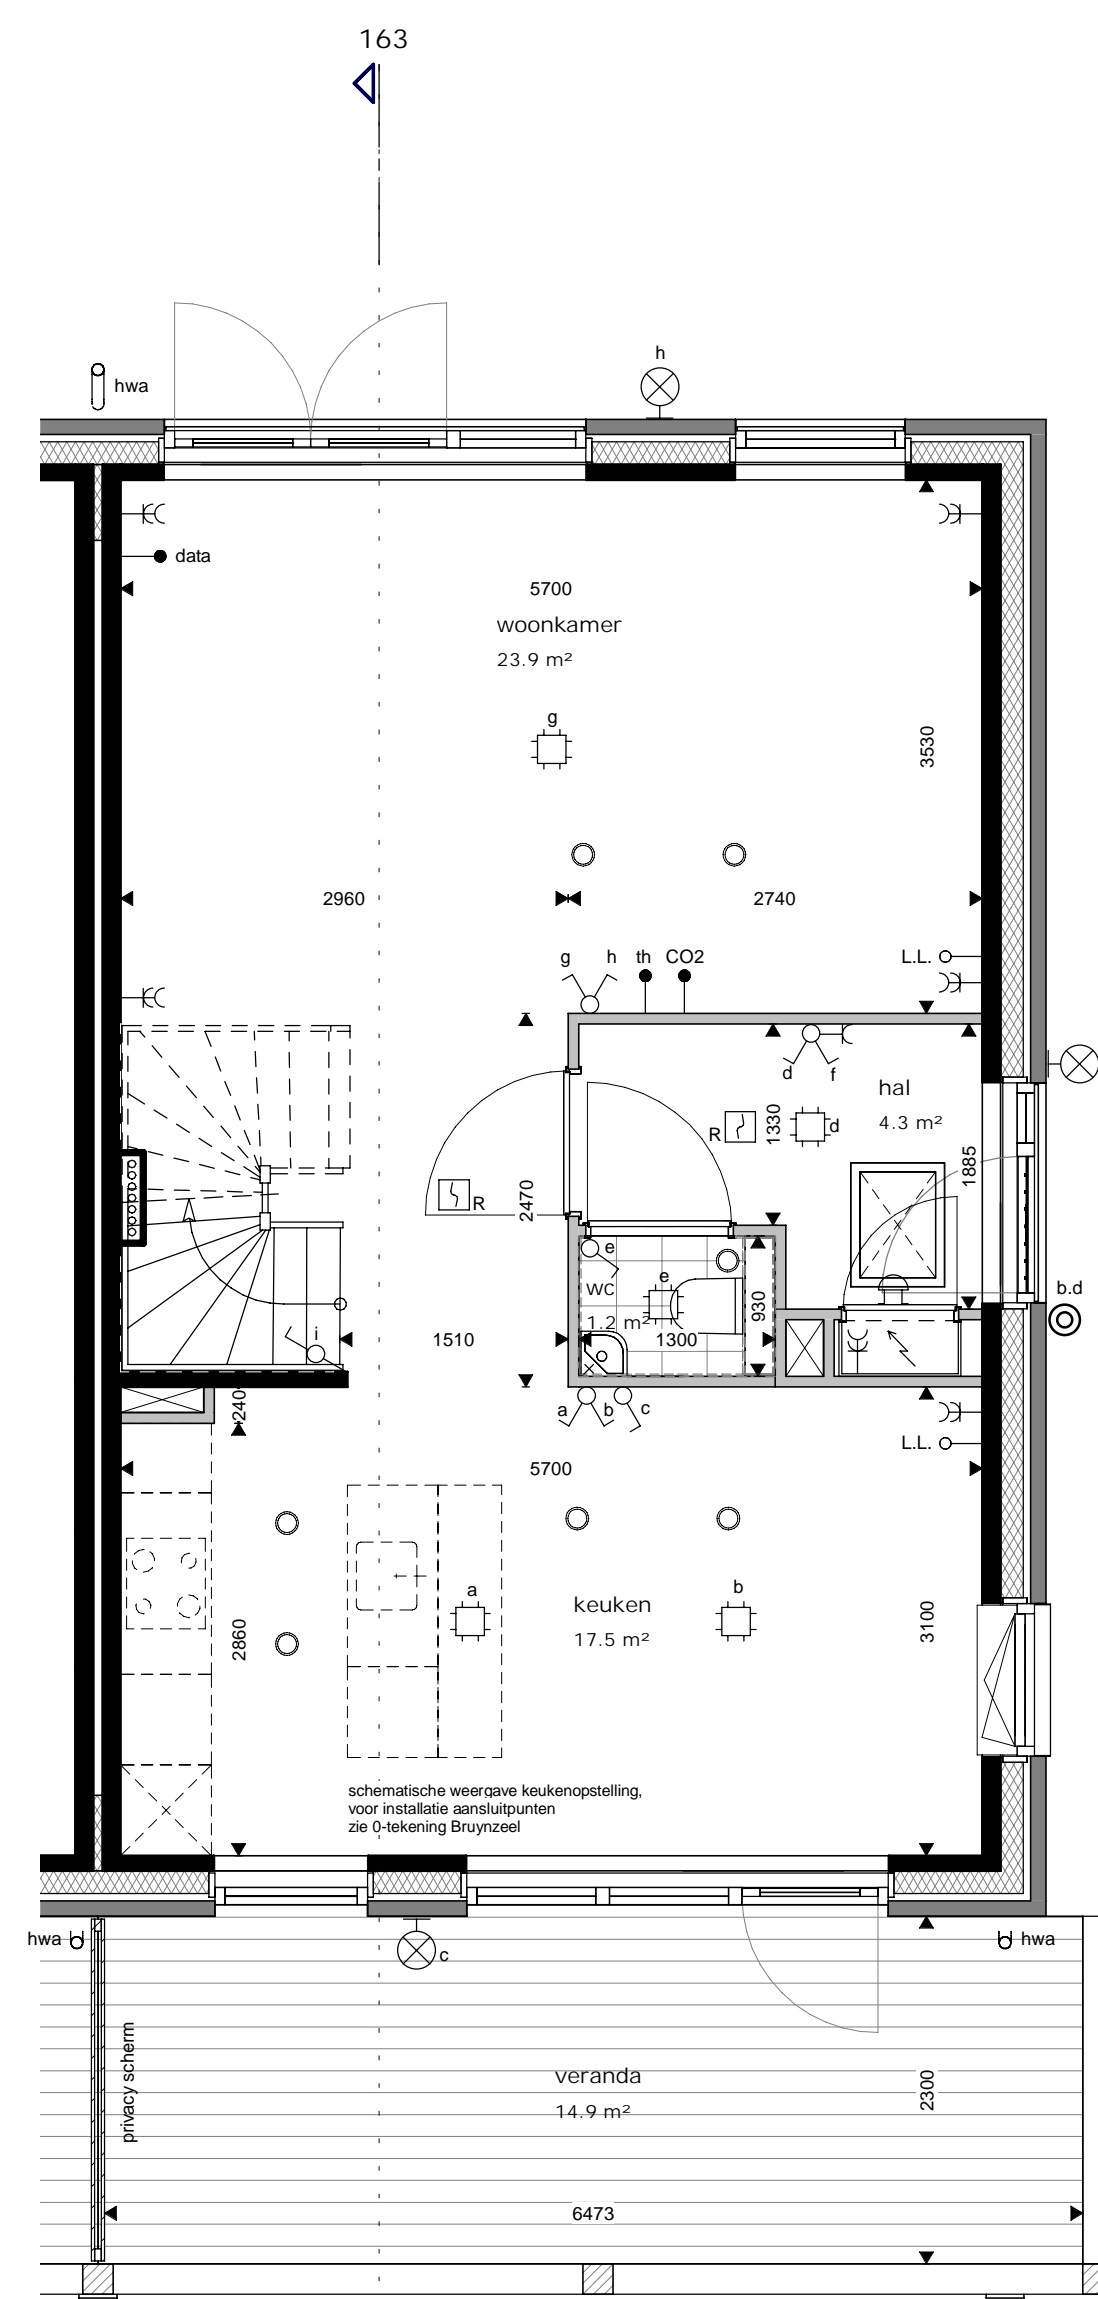 163
h
hwa
data
5700
woonkamer
23.9 m²
g
3530
2960
2740
g
h
th
CO2
L.L.
d
f
hal
4.3 m²
R
1330
d
1885
2470
R
e
wc
e
1.2 m²
930
b.d
i
1510
1300
240
a
b
c
L.L.
5700
a
b
keuken
17.5 m²
2860
3100
schematische weergave keukenopstelling,
voor installatie aansluitpunten
zie 0-tekening Bruynzeel
hwa
c
hwa
privacy scherm
veranda
14.9 m²
2300
6473